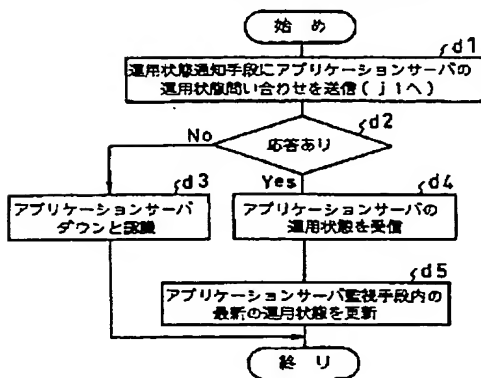 始め
d1
運用状態通知手段にアプリケーションサーバの
運用状態問い合わせを送信(j1へ)
d2
応答あり
No
Yes
d3
アプリケーションサーバ
ダウンと認識
d4
アプリケーションサーバの
運用状態を受信
d5
アプリケーションサーバ監視手段内の
最新の運用状態を更新
終り